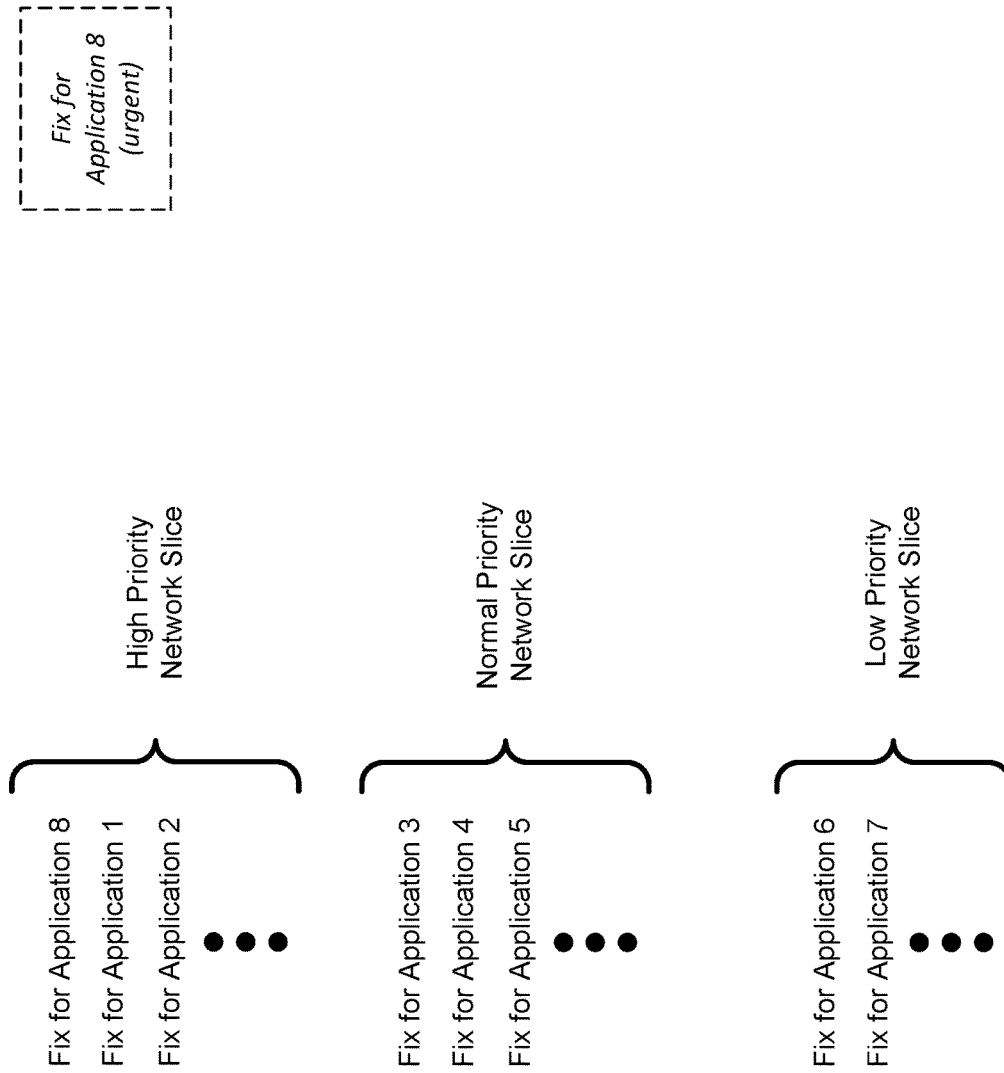 Fix for
Application 8
(urgent)
Fix for Application 8
Fix for Application 1
Fix for Application 2
High Priority
Network Slice
Fix for Application 3
Fix for Application 4
Fix for Application 5
Normal Priority
Network Slice
Fix for Application 6
Fix for Application 7
Low Priority
Network Slice